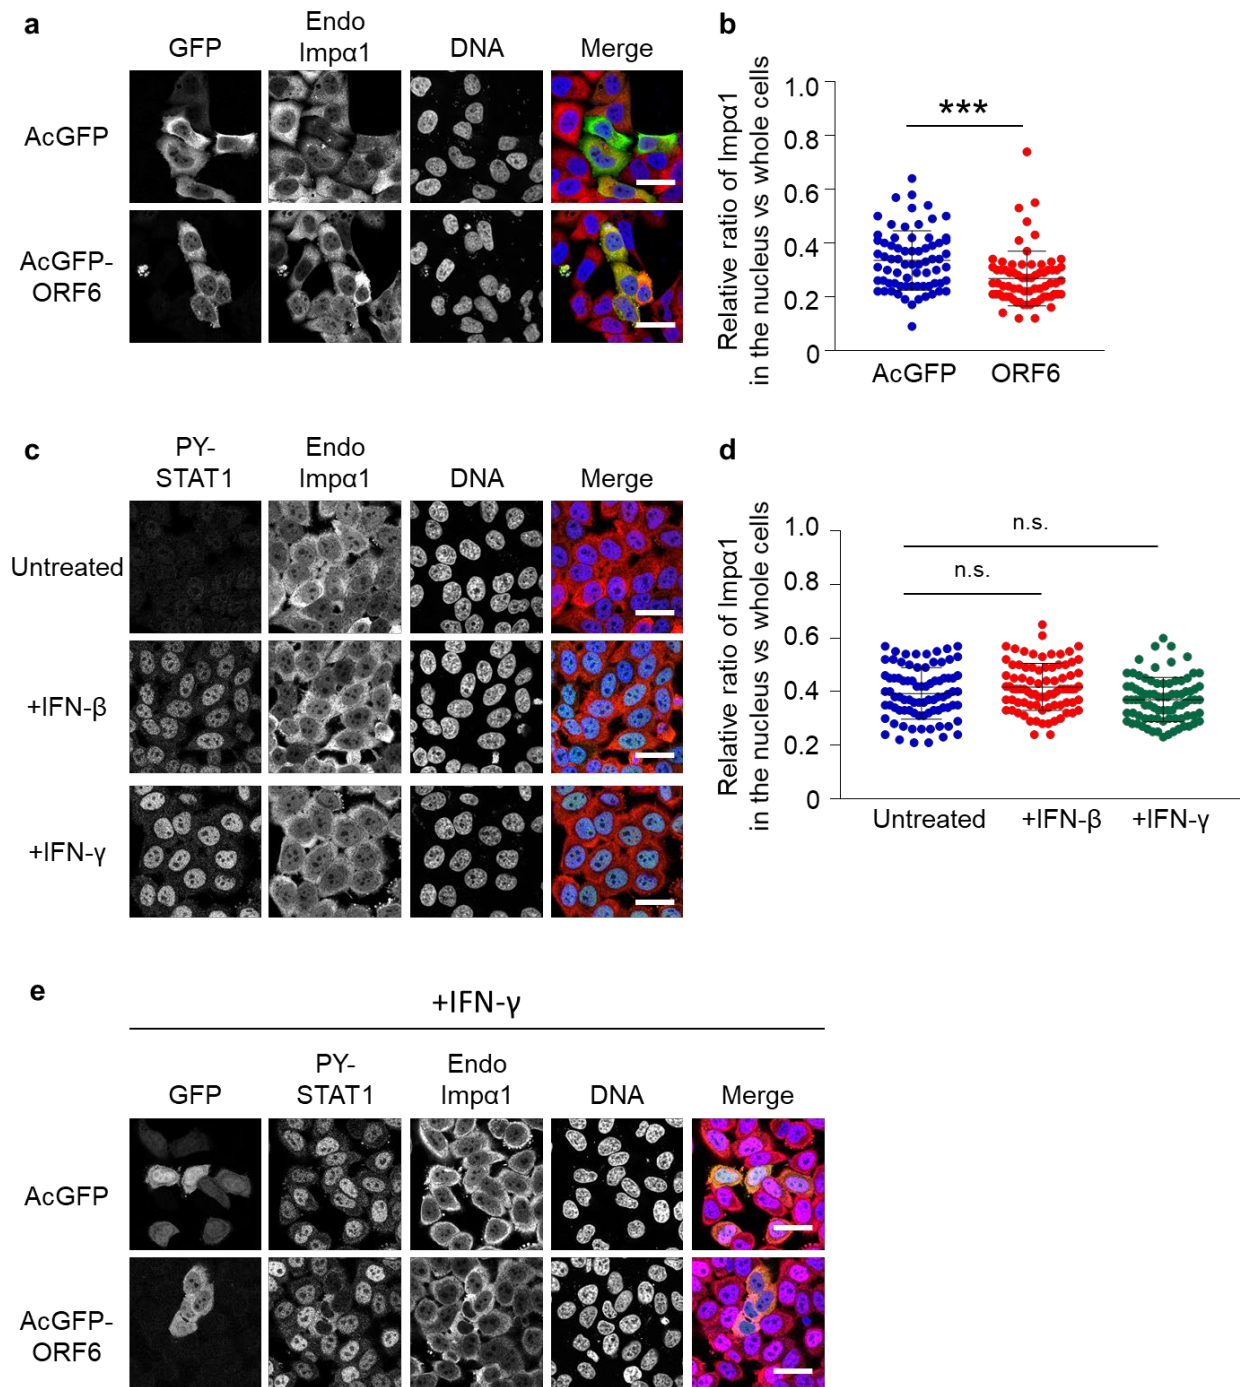 a
GFP
Endo
Impα1
DNA
Merge
AcGFP
AcGFP-
ORF6
b
Relative ratio of Impα1
in the nucleus vs whole cells
1.0
0.8
0.6
0.4
0.2
0
***
AcGFP
ORF6
c
PY-
STAT1
Endo
Impα1
DNA
Merge
Untreated
+IFN-β
+IFN-γ
d
Relative ratio of Impα1
in the nucleus vs whole cells
1.0
0.8
0.6
0.4
0.2
0
n.s.
n.s.
Untreated
+IFN-β
+IFN-γ
e
+IFN-γ
GFP
PY-
STAT1
Endo
Impα1
DNA
Merge
AcGFP
AcGFP-
ORF6